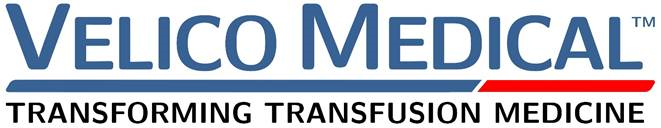 VELICO MEDICAL™
TRANSFORMING TRANSFUSION MEDICINE